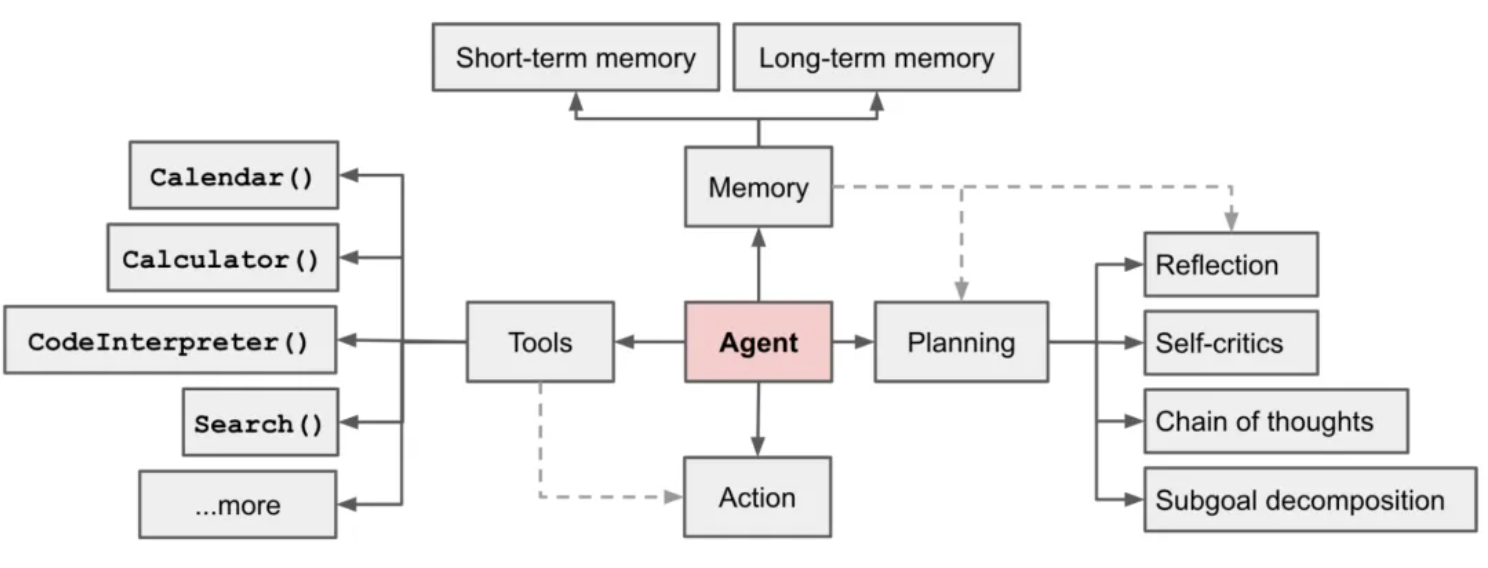 Short-term memory
Long-term memory
Calendar()
Memory
Calculator()
Reflection
CodeInterpreter()
Tools
Agent
Planning
Self-critics
Search()
Chain of thoughts
...more
Action
Subgoal decomposition